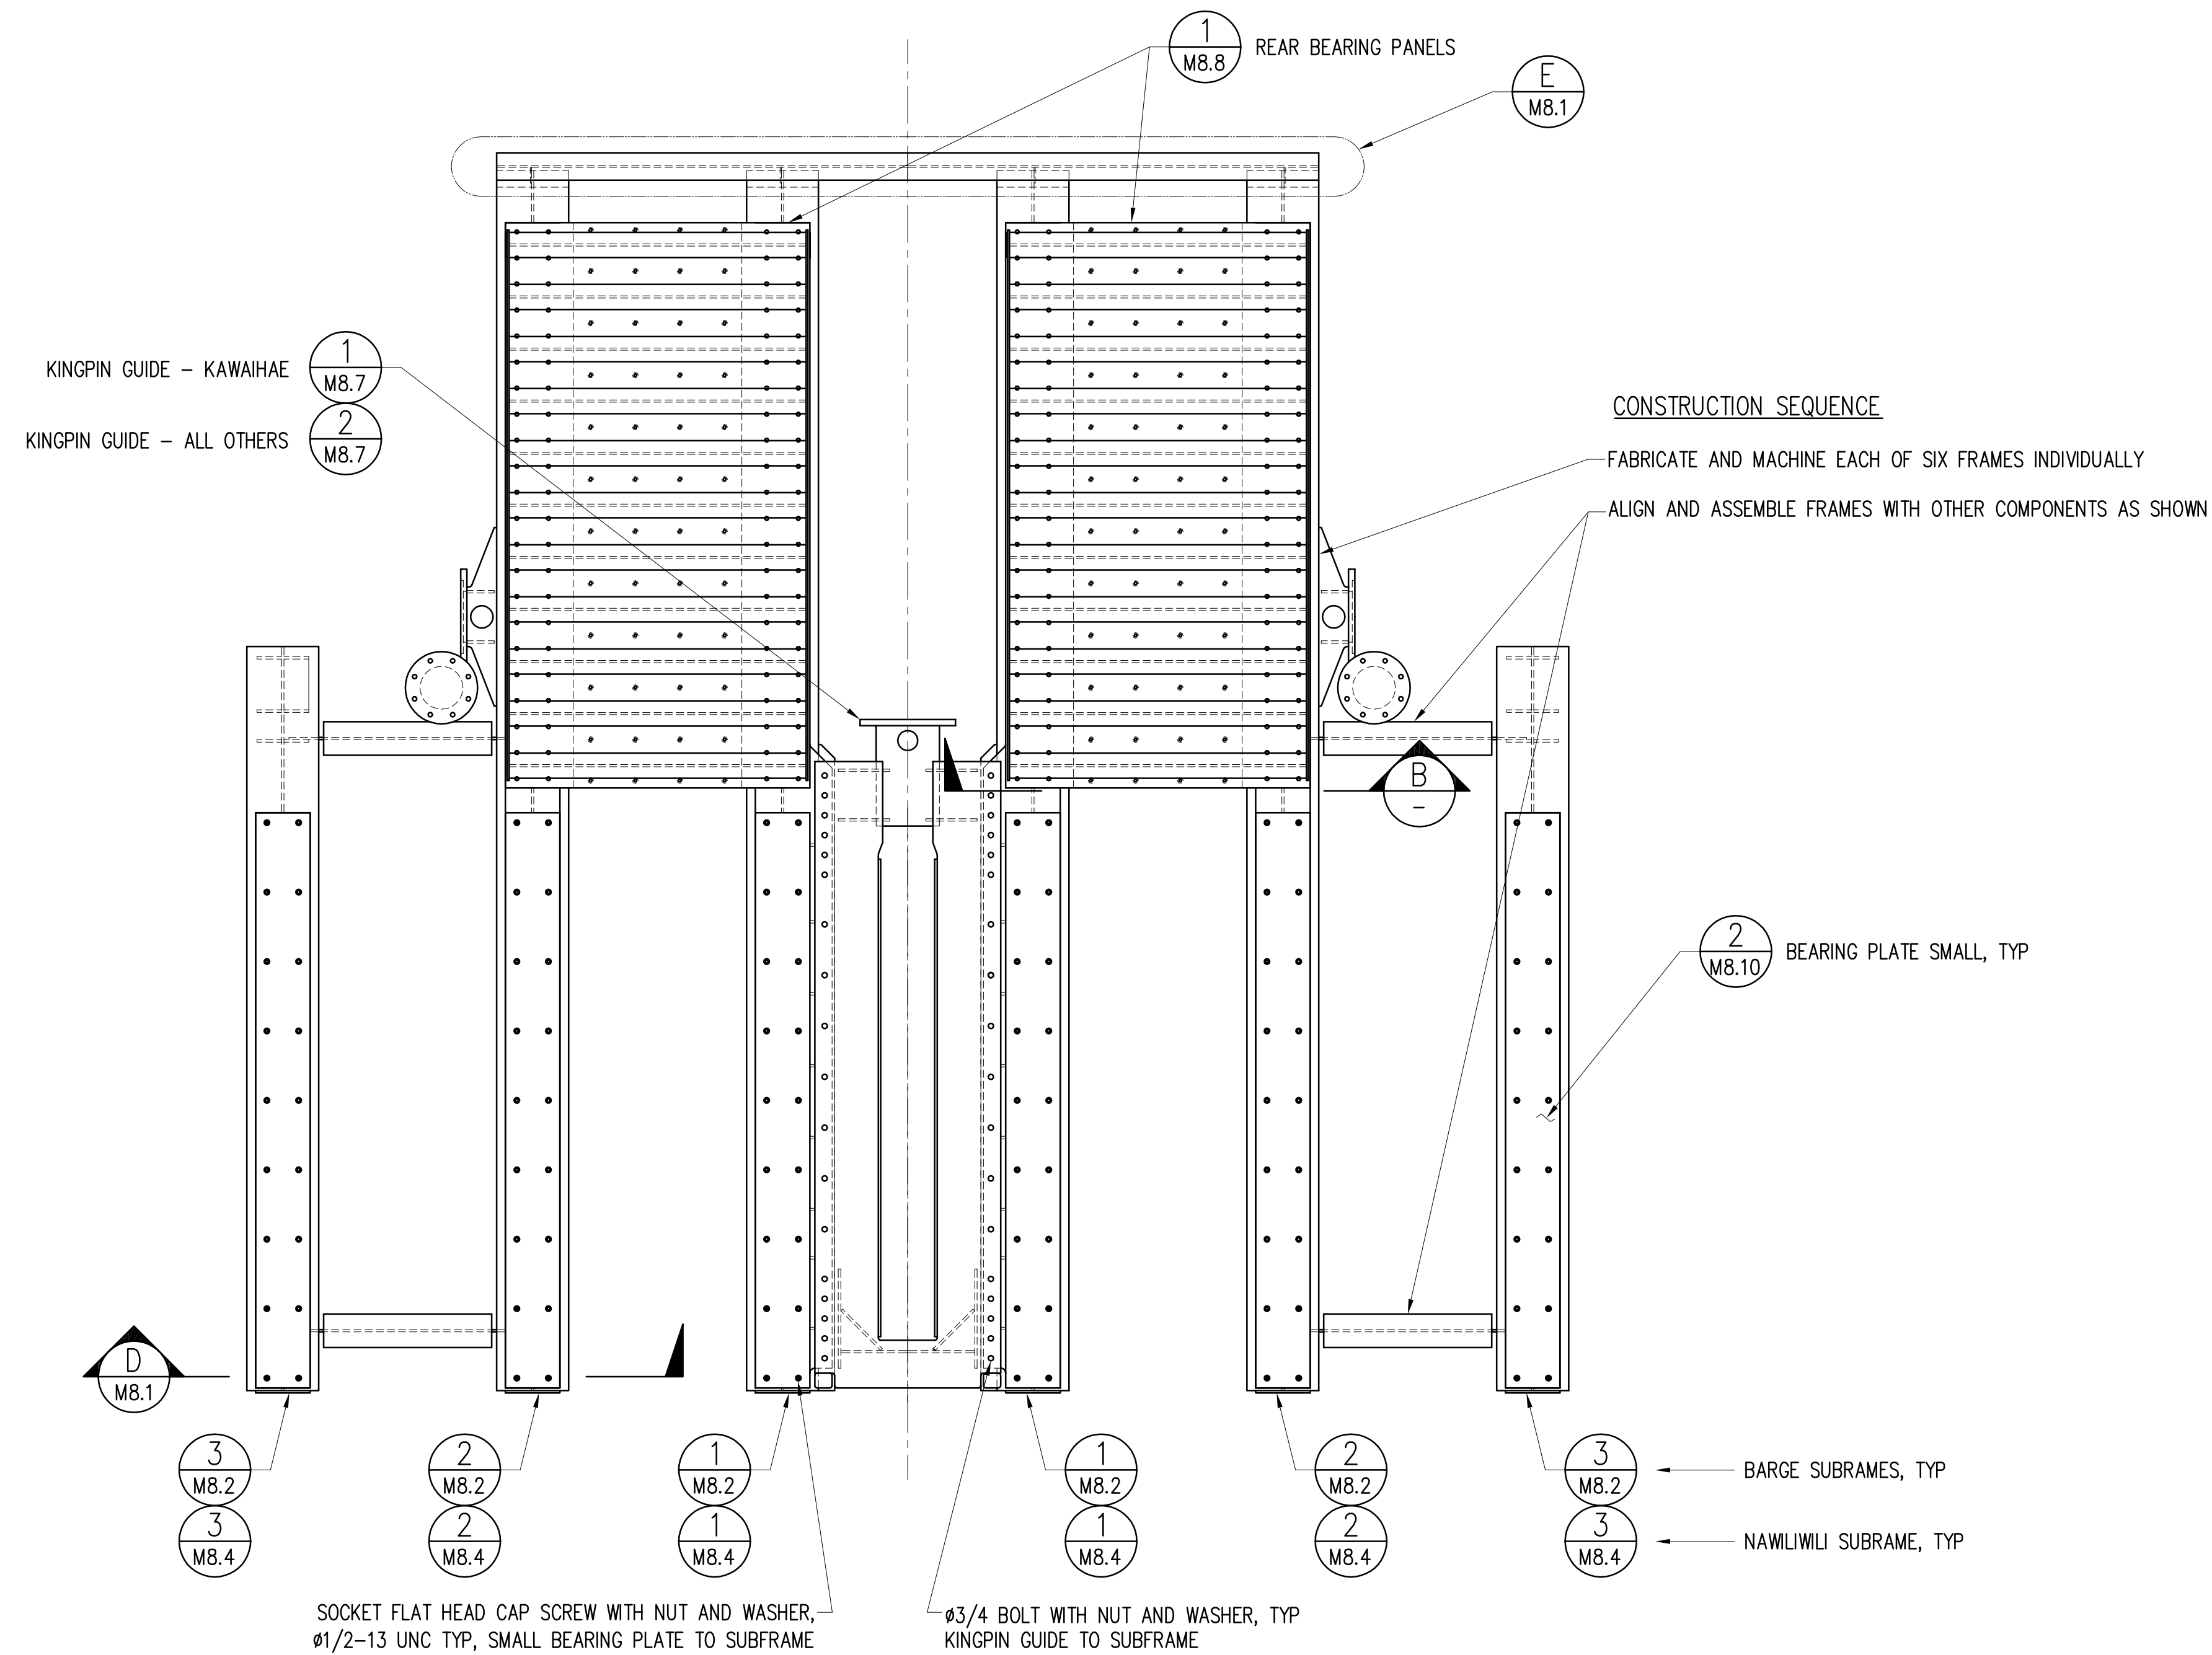 1
M8.8
REAR BEARING PANELS
E
M8.1
KINGPIN GUIDE – KAWAIHAE
1
M8.7
KINGPIN GUIDE – ALL OTHERS
2
M8.7
CONSTRUCTION SEQUENCE
FABRICATE AND MACHINE EACH OF SIX FRAMES INDIVIDUALLY
ALIGN AND ASSEMBLE FRAMES WITH OTHER COMPONENTS AS SHOWN
B
–
2
M8.10
BEARING PLATE SMALL, TYP
D
M8.1
3
M8.2
2
M8.2
1
M8.2
1
M8.2
2
M8.2
3
M8.2
BARGE SUBRAMES, TYP
3
M8.4
2
M8.4
1
M8.4
1
M8.4
2
M8.4
3
M8.4
NAWILIWILI SUBRAME, TYP
SOCKET FLAT HEAD CAP SCREW WITH NUT AND WASHER,
ø1/2–13 UNC TYP, SMALL BEARING PLATE TO SUBFRAME
ø3/4 BOLT WITH NUT AND WASHER, TYP
KINGPIN GUIDE TO SUBFRAME